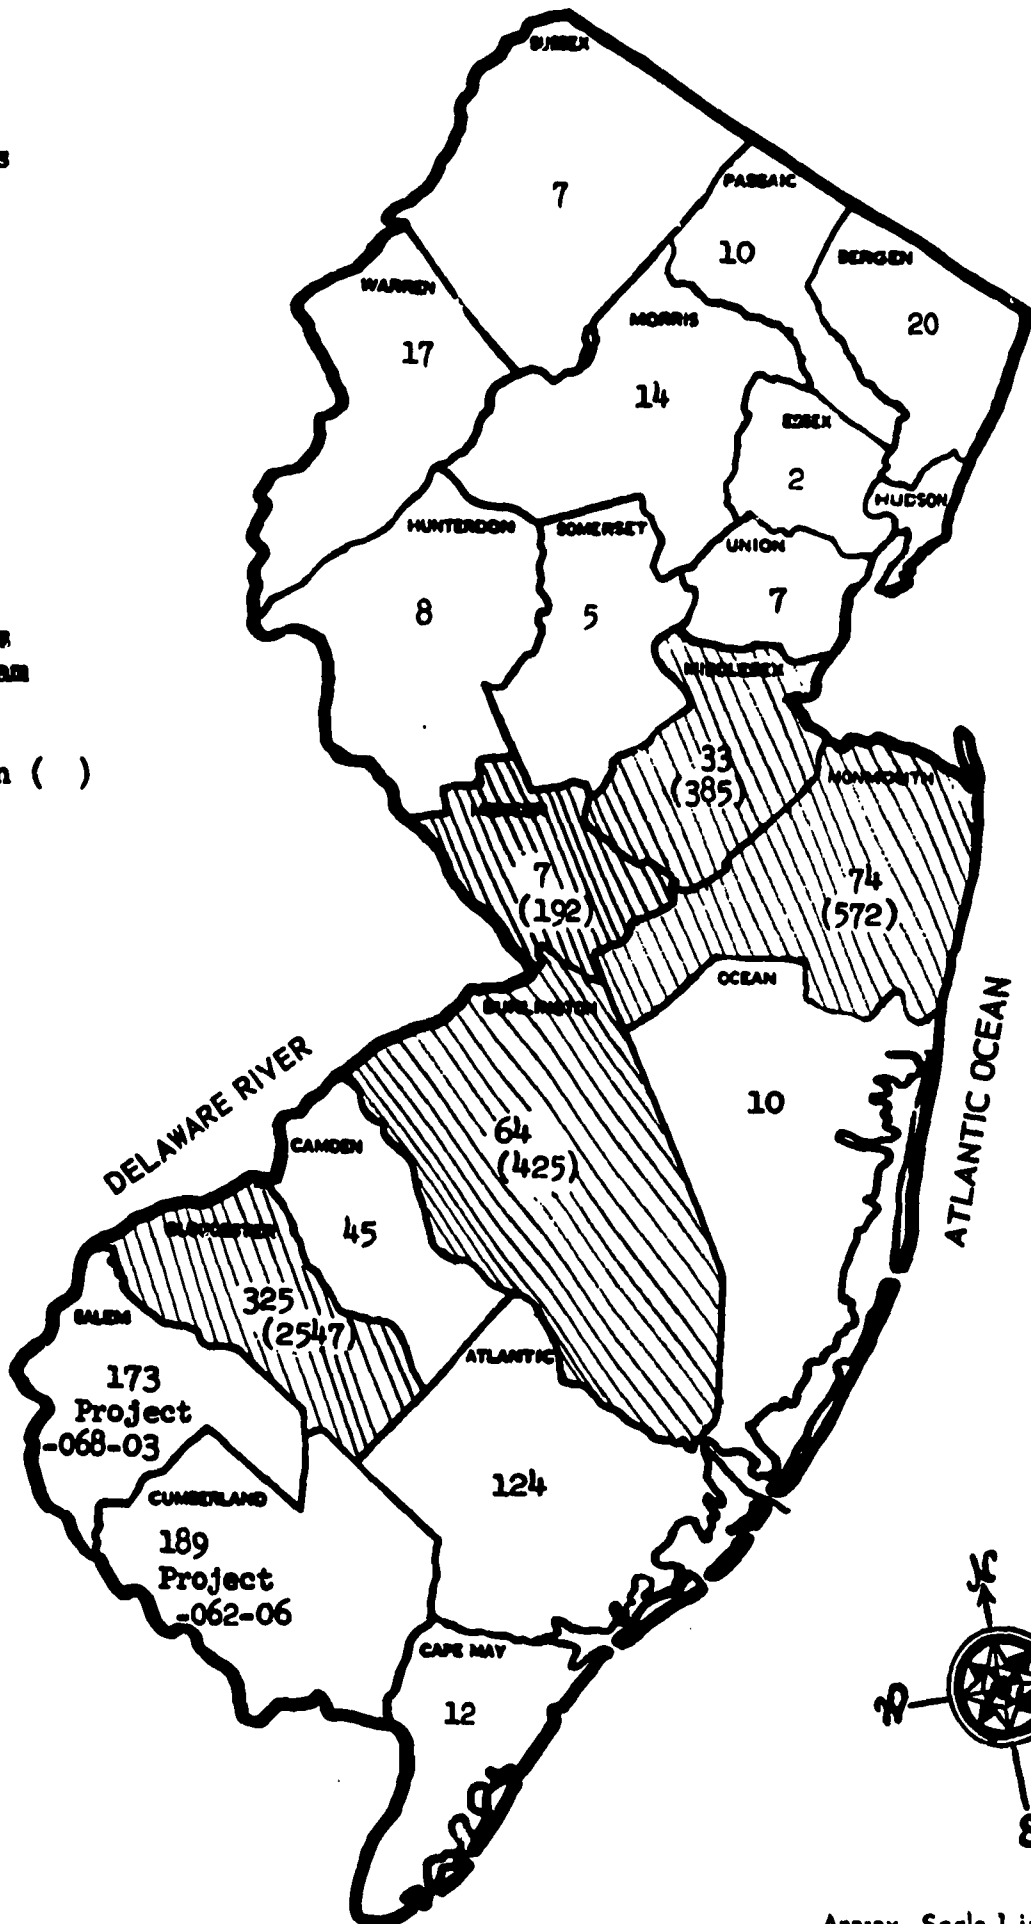 SUSSEX
7
PASSAIC
10
BERGEN
20
WARREN
17
MORRIS
14
ESSEX
2
HUDSON
HUNTERDON
8
SOMERSET
5
UNION
7
( )
MIDDLESEX
33
(385)
MONMOUTH
74
(572)
7
(192)
OCEAN
10
BURLINGTON
64
(425)
DELAWARE RIVER
ATLANTIC OCEAN
CAMDEN
45
GLOUCESTER
325
(2547)
SALEM
173
Project
-068-03
ATLANTIC
124
CUMBERLAND
189
Project
-062-06
CAPE MAY
12